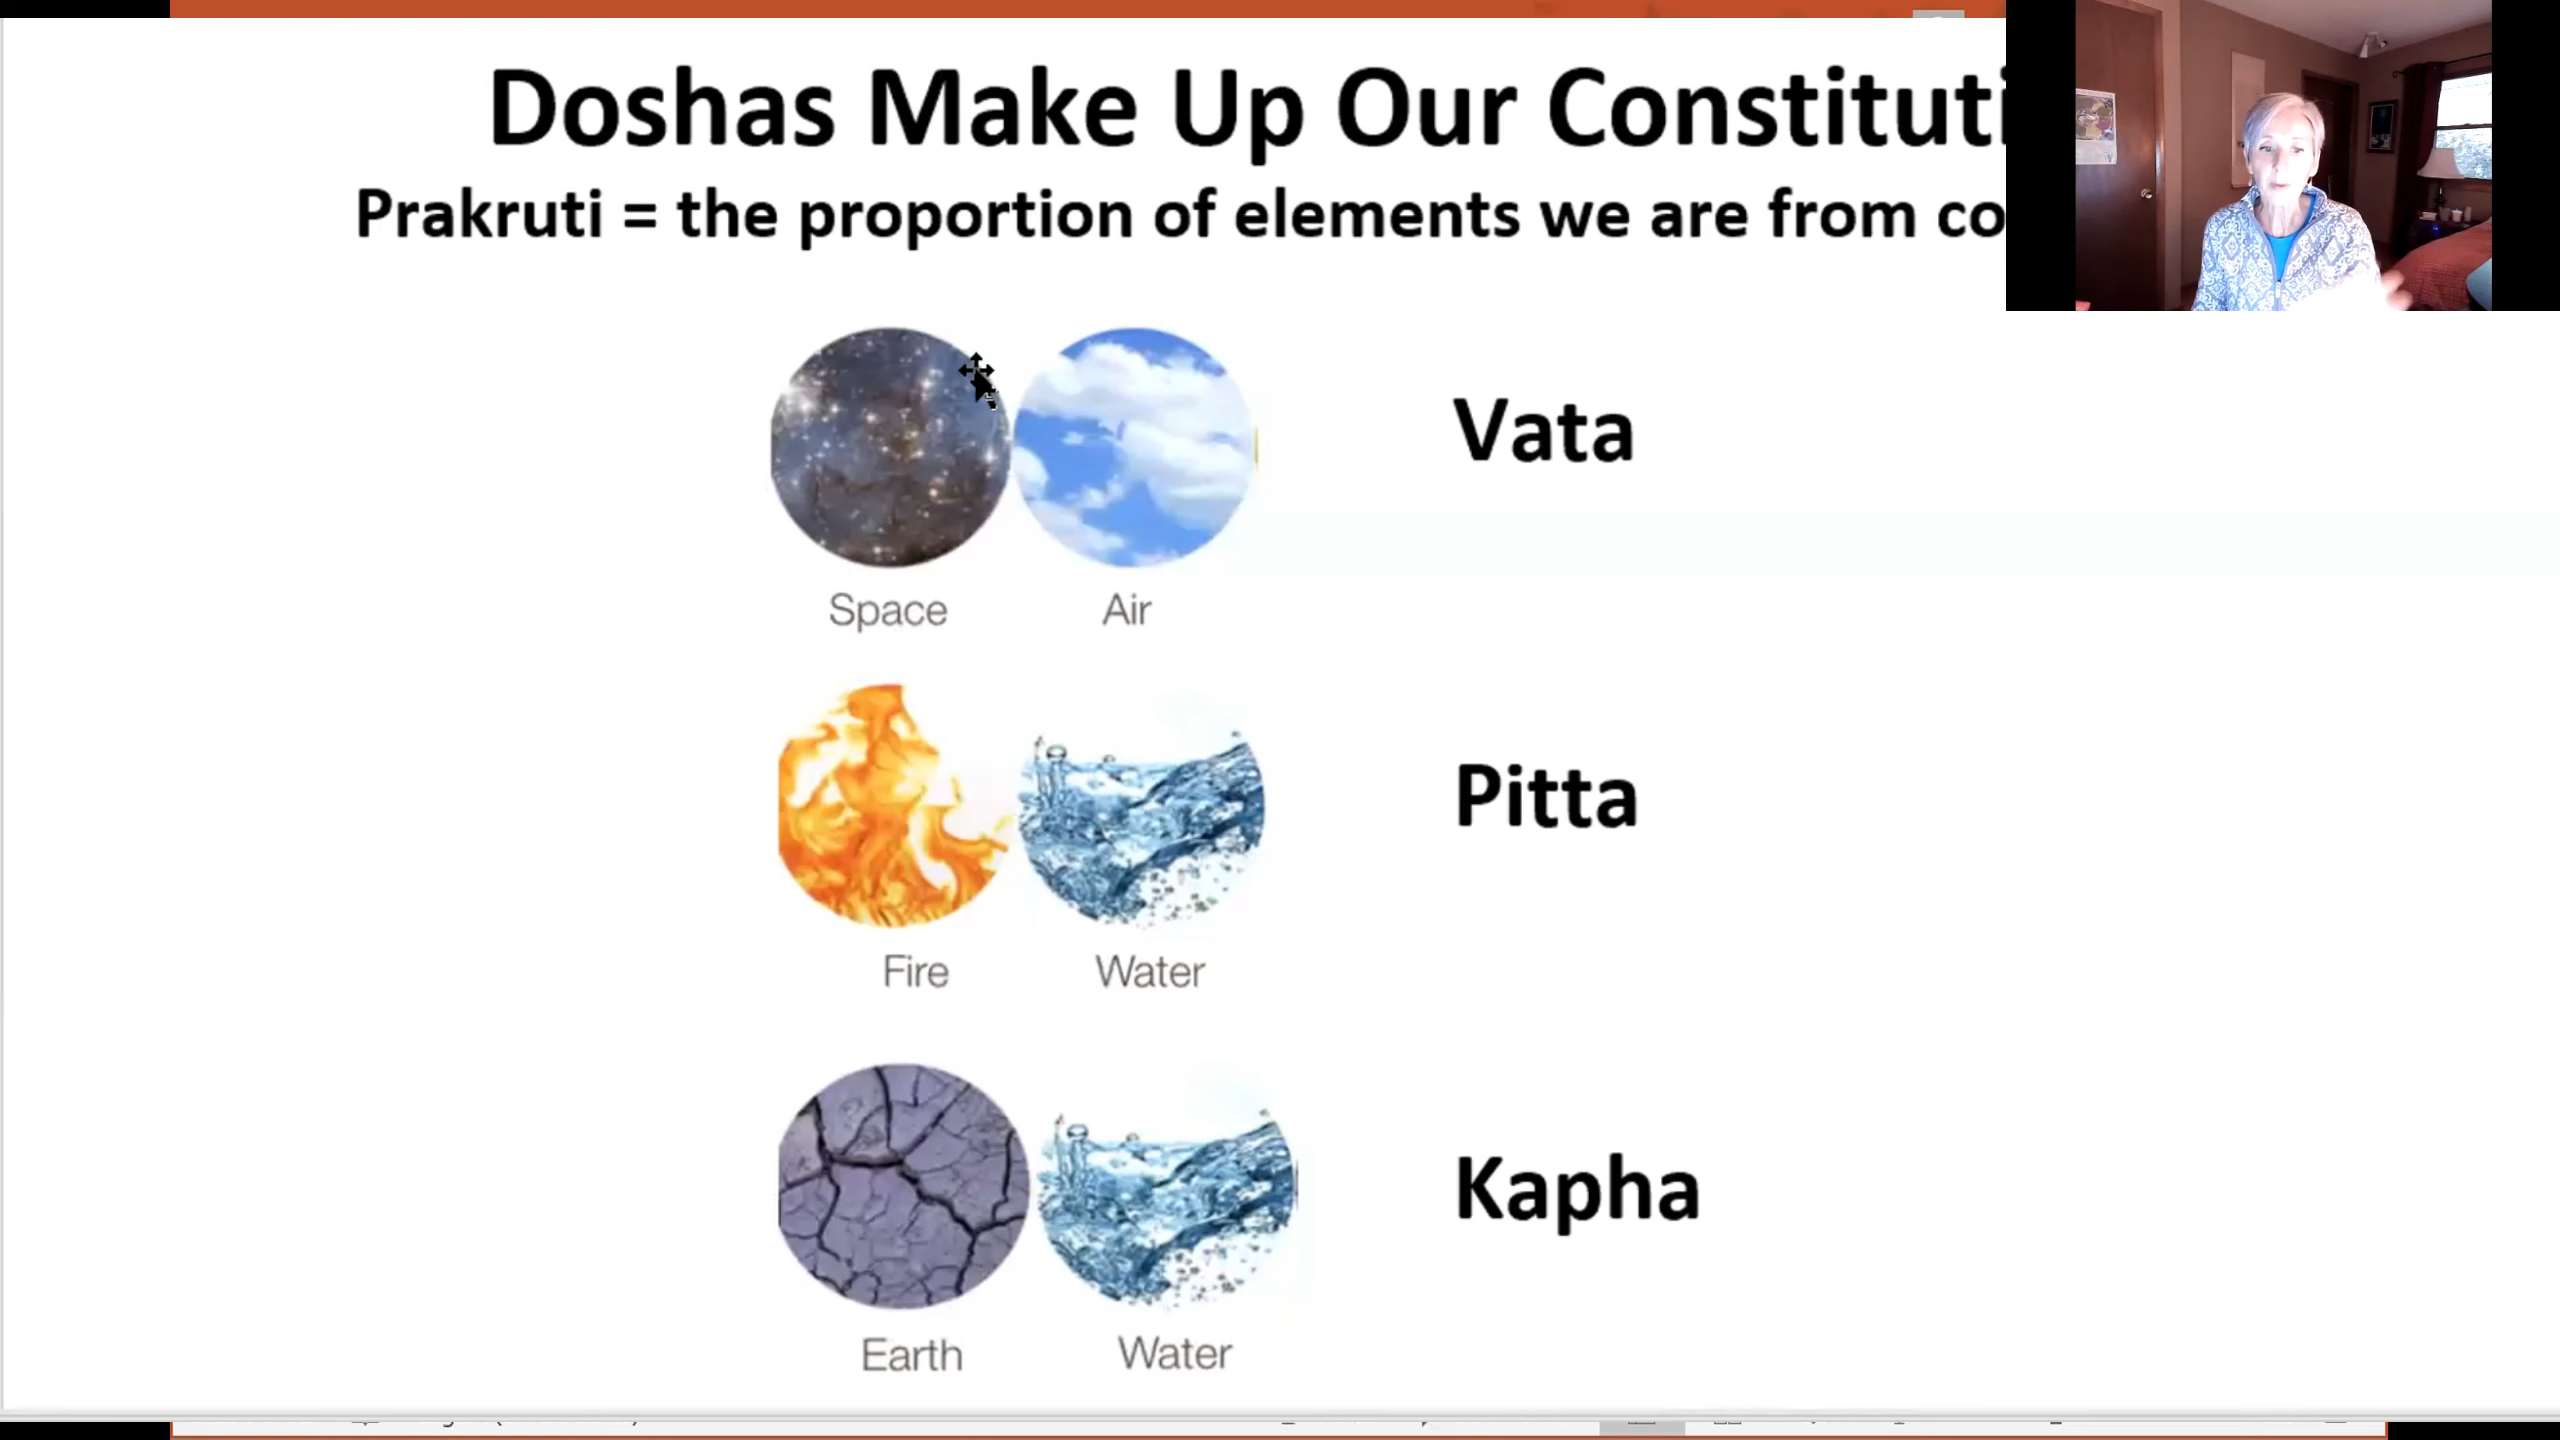 Doshas Make Up Our Constituti
Prakruti = the proportion of elements we are from co
Vata
Space Air
Pitta
Fire Water
Kapha
Earth Water